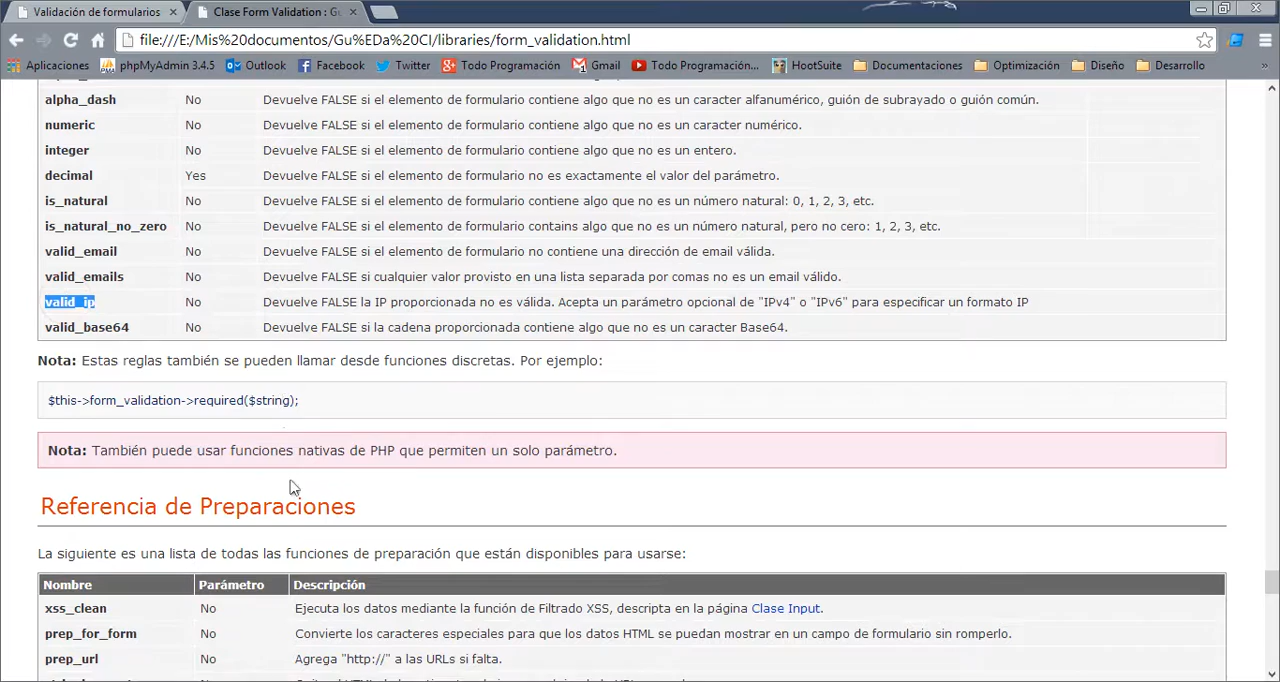 Validación de formularios
Clase Form Validation : Gu
file:///E:/Mis%20documentos/Gu%EDa%20CI/libraries/form_validation.html
Aplicaciones phpMyAdmin 3.4.5 Outlook Facebook Twitter Todo Programación Gmail Todo Programación... HootSuite Documentaciones Optimización Diseño Desarrollo »
alpha_dash No Devuelve FALSE si el elemento de formulario contiene algo que no es un caracter alfanumérico, guión de subrayado o guión común.
numeric No Devuelve FALSE si el elemento de formulario contiene algo que no es un caracter numérico.
integer No Devuelve FALSE si el elemento de formulario contiene algo que no es un entero.
decimal Yes Devuelve FALSE si el elemento de formulario no es exactamente el valor del parámetro.
is_natural No Devuelve FALSE si el elemento de formulario contiene algo que no es un número natural: 0, 1, 2, 3, etc.
is_natural_no_zero No Devuelve FALSE si el elemento de formulario contains algo que no es un número natural, pero no cero: 1, 2, 3, etc.
valid_email No Devuelve FALSE si el elemento de formulario no contiene una dirección de email válida.
valid_emails No Devuelve FALSE si cualquier valor provisto en una lista separada por comas no es un email válido.
valid_ip No Devuelve FALSE la IP proporcionada no es válida. Acepta un parámetro opcional de "IPv4" o "IPv6" para especificar un formato IP
valid_base64 No Devuelve FALSE si la cadena proporcionada contiene algo que no es un caracter Base64.
Nota: Estas reglas también se pueden llamar desde funciones discretas. Por ejemplo:
$this->form_validation->required($string);
Nota: También puede usar funciones nativas de PHP que permiten un solo parámetro.
Referencia de Preparaciones
La siguiente es una lista de todas las funciones de preparación que están disponibles para usarse:
Nombre Parámetro Descripción
xss_clean No Ejecuta los datos mediante la función de Filtrado XSS, descripta en la página Clase Input.
prep_for_form No Convierte los caracteres especiales para que los datos HTML se puedan mostrar en un campo de formulario sin romperlo.
prep_url No Agrega "http://" a las URLs si falta.